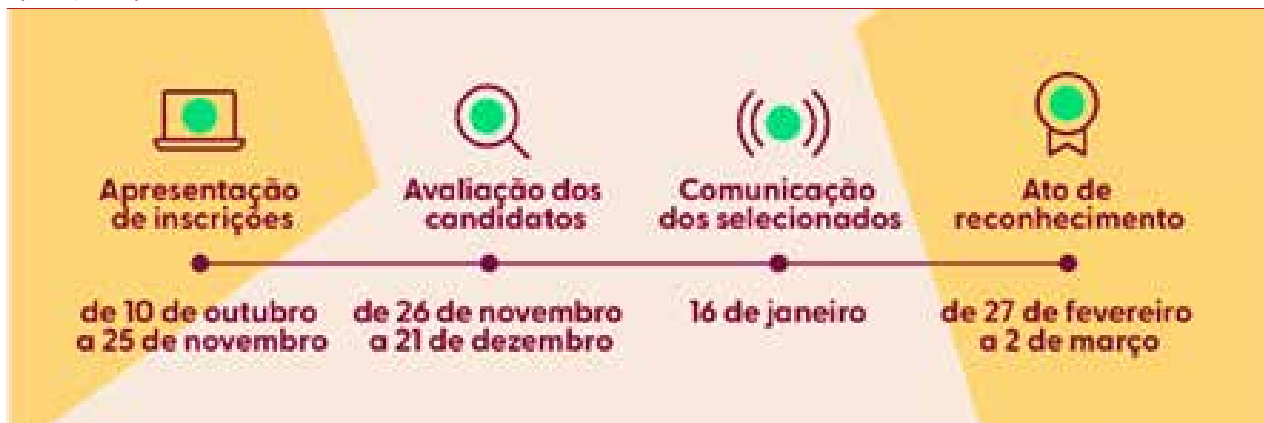 Apresentação
de inscrições
Avaliação dos
candidatos
Comunicação
dos selecionados
Ato de
reconhecimento
de 10 de outubro
a 25 de novembro
de 26 de novembro
a 21 de dezembro
16 de janeiro
de 27 de fevereiro
a 2 de março